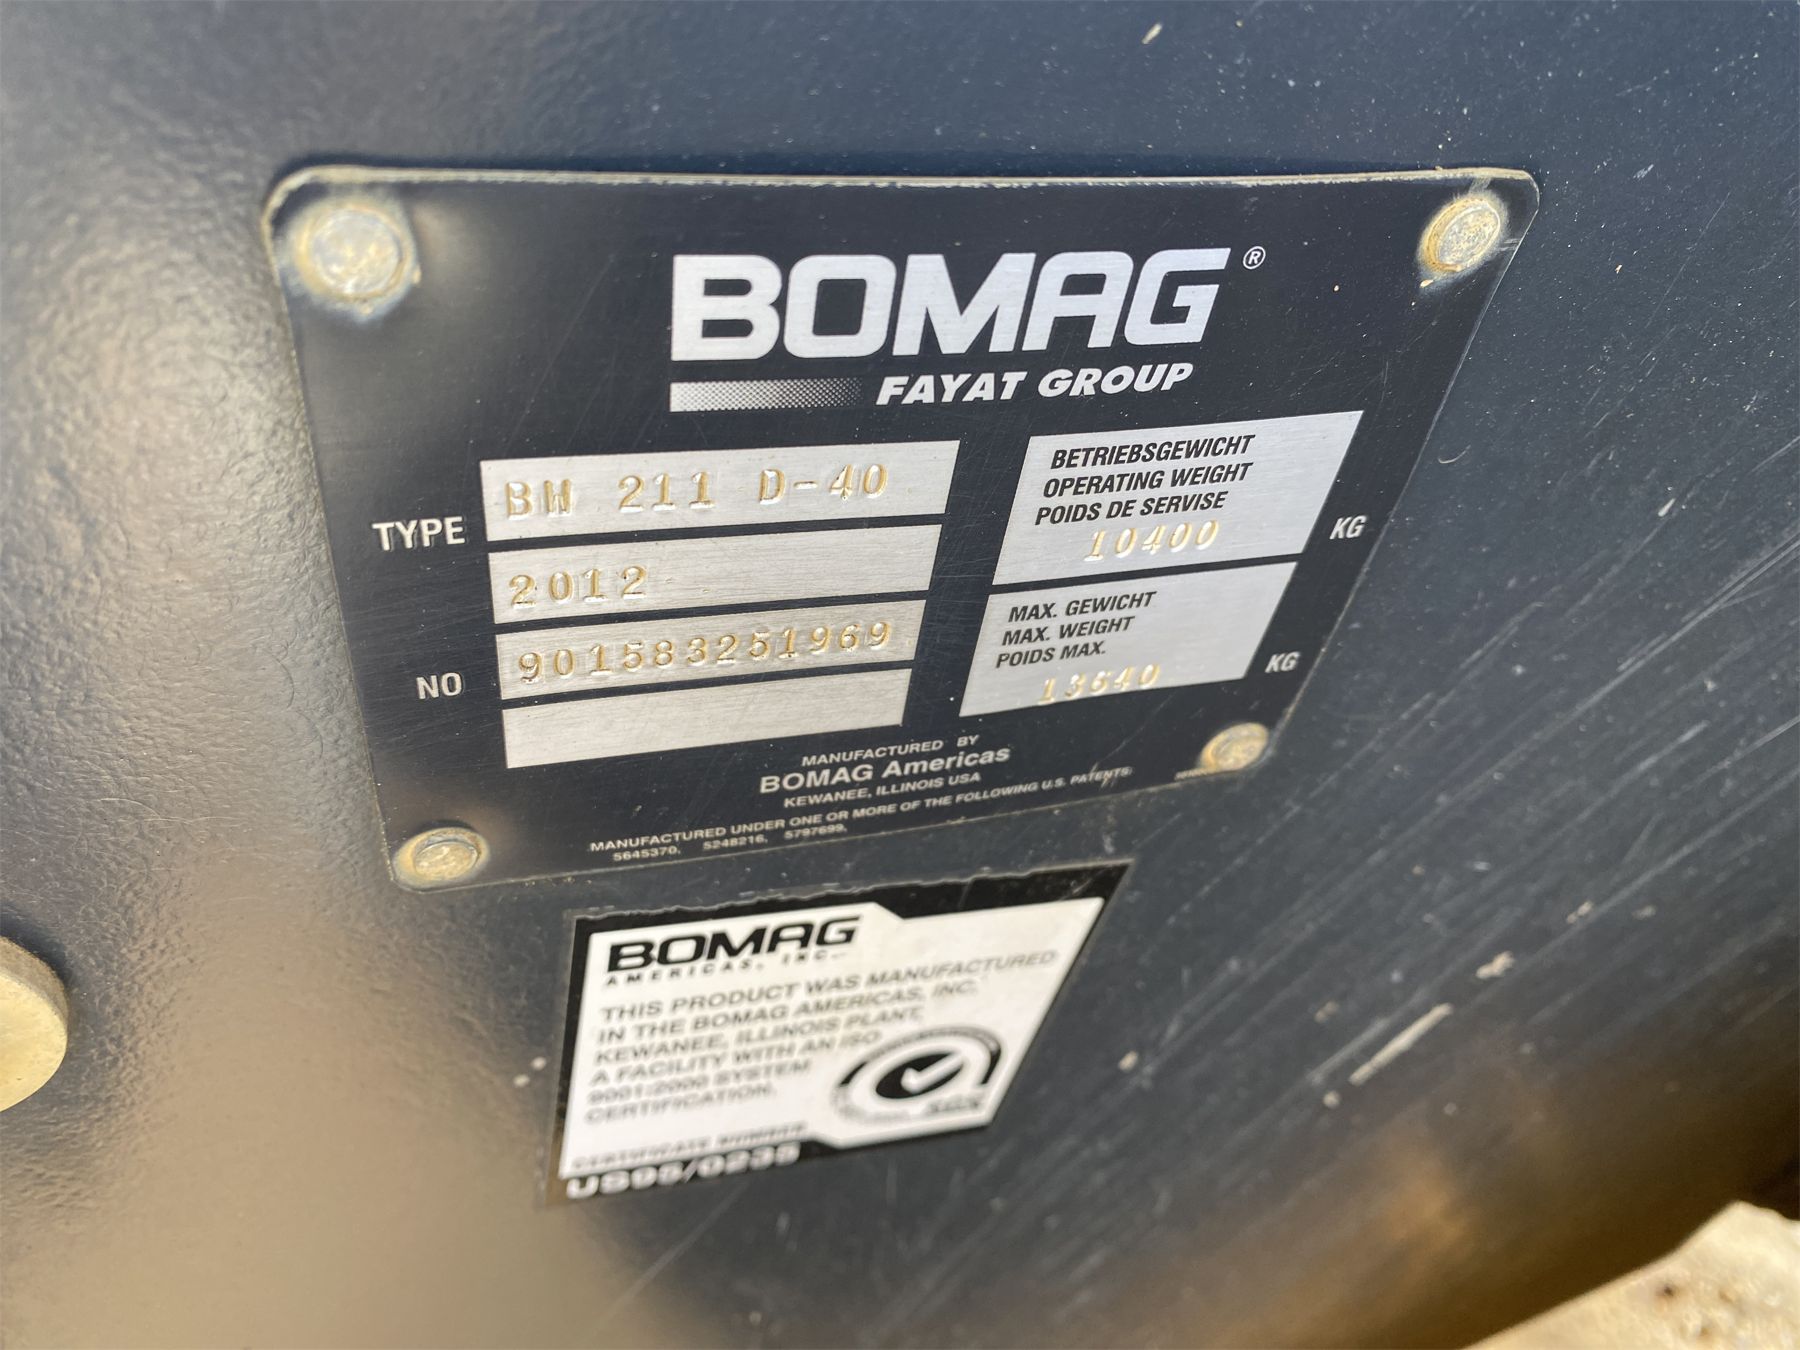 BOMAG®
FAYAT GROUP
TYPE BW 211 D-40
2012
NO 901583251969
BETRIEBSGEWICHT
OPERATING WEIGHT
POIDS DE SERVISE
10400 KG
MAX. GEWICHT
MAX. WEIGHT
POIDS MAX.
13640 KG
MANUFACTURED BY
BOMAG Americas
KEWANEE, ILLINOIS USA
MANUFACTURED UNDER ONE OR MORE OF THE FOLLOWING U.S. PATENTS:
5645370, 5248216, 5797699,
BOMAG
AMERICAS, INC.
THIS PRODUCT WAS MANUFACTURED
IN THE BOMAG AMERICAS, INC.
KEWANEE, ILLINOIS PLANT,
A FACILITY WITH AN ISO
9001:2000 SYSTEM
CERTIFICATION.
SGS
CERTIFICATE NUMBER